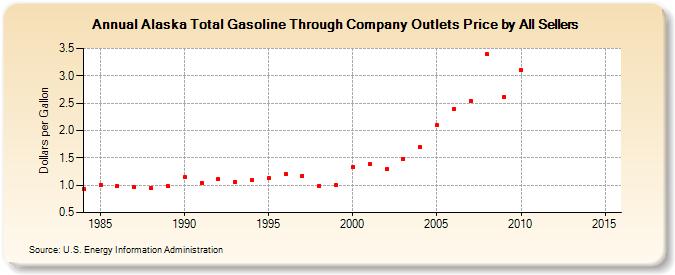 Annual Alaska Total Gasoline Through Company Outlets Price by All Sellers
Dollars per Gallon
3.5
3.0
2.5
2.0
1.5
1.0
0.5
1985 1990 1995 2000 2005 2010 2015
Source: U.S. Energy Information Administration